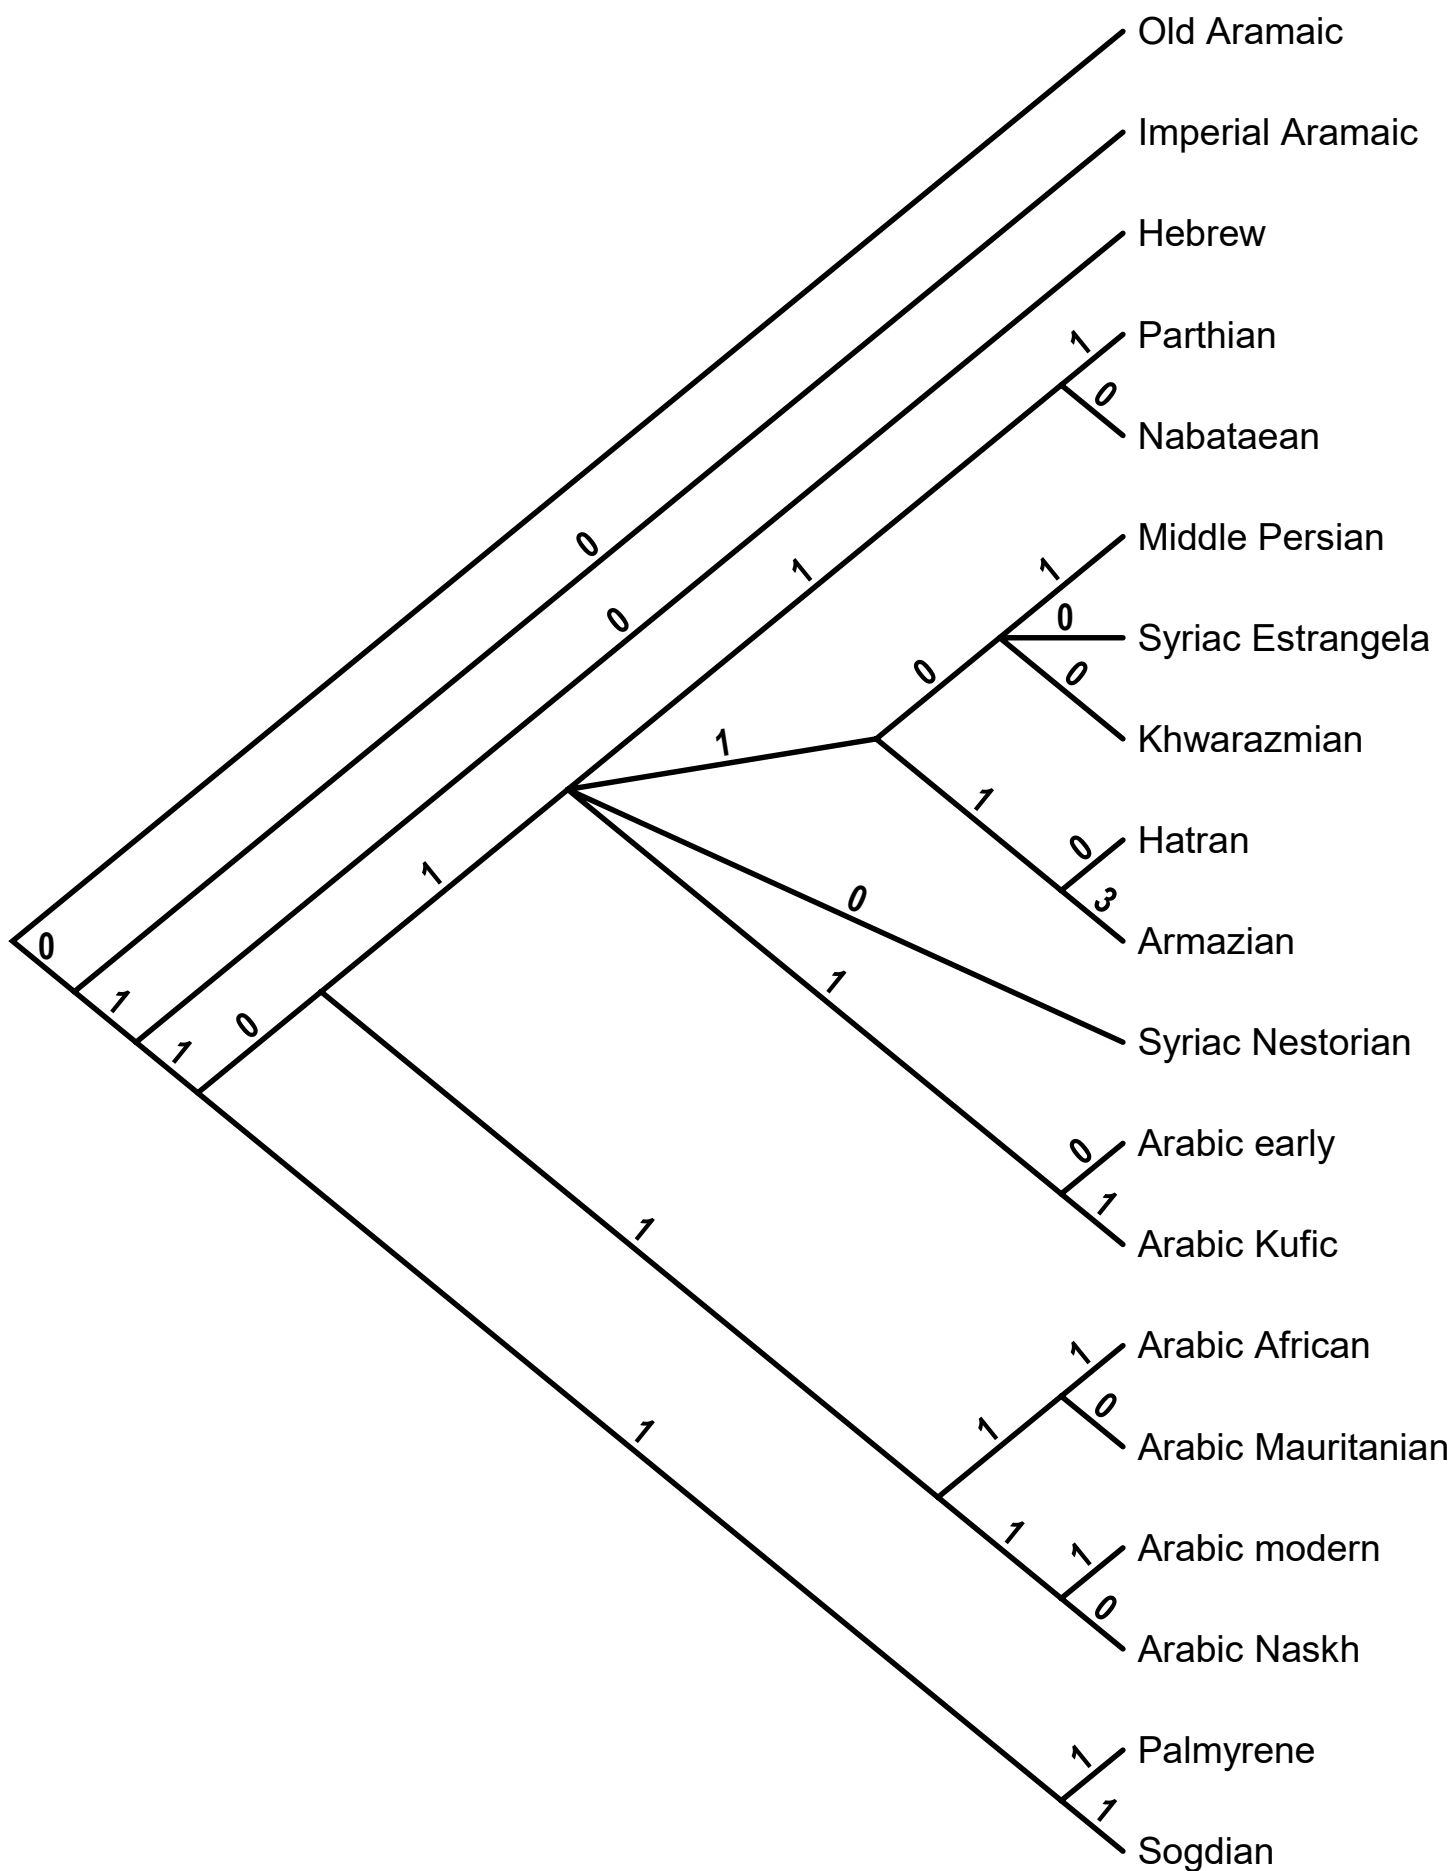 Old Aramaic
Imperial Aramaic
Hebrew
1 Parthian
0
Nabataean
0
1
1 Middle Persian
0
0 Syriac Estrangela
0
0
Khwarazmian
1
1
0 Hatran
1
0
3
0 Armazian
1
1
0
Syriac Nestorian
1
0 Arabic early
1
1
Arabic Kufic
1 Arabic African
0
1
1
Arabic Mauritanian
1
1 Arabic modern
0
Arabic Naskh
1 Palmyrene
1
Sogdian